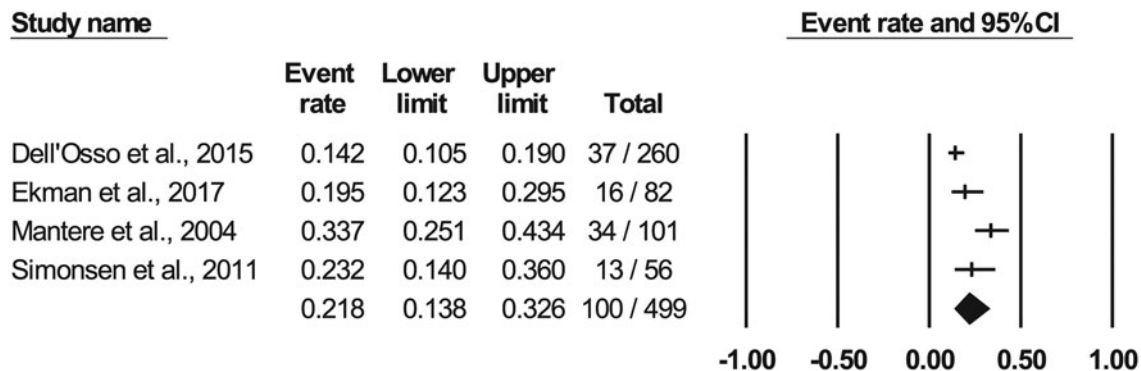 Study name Event rate and 95%CI
Event rate Lower limit Upper limit Total
Dell'Osso et al., 2015 0.142 0.105 0.190 37 / 260
Ekman et al., 2017 0.195 0.123 0.295 16 / 82
Mantere et al., 2004 0.337 0.251 0.434 34 / 101
Simonsen et al., 2011 0.232 0.140 0.360 13 / 56
0.218 0.138 0.326 100 / 499
-1.00 -0.50 0.00 0.50 1.00